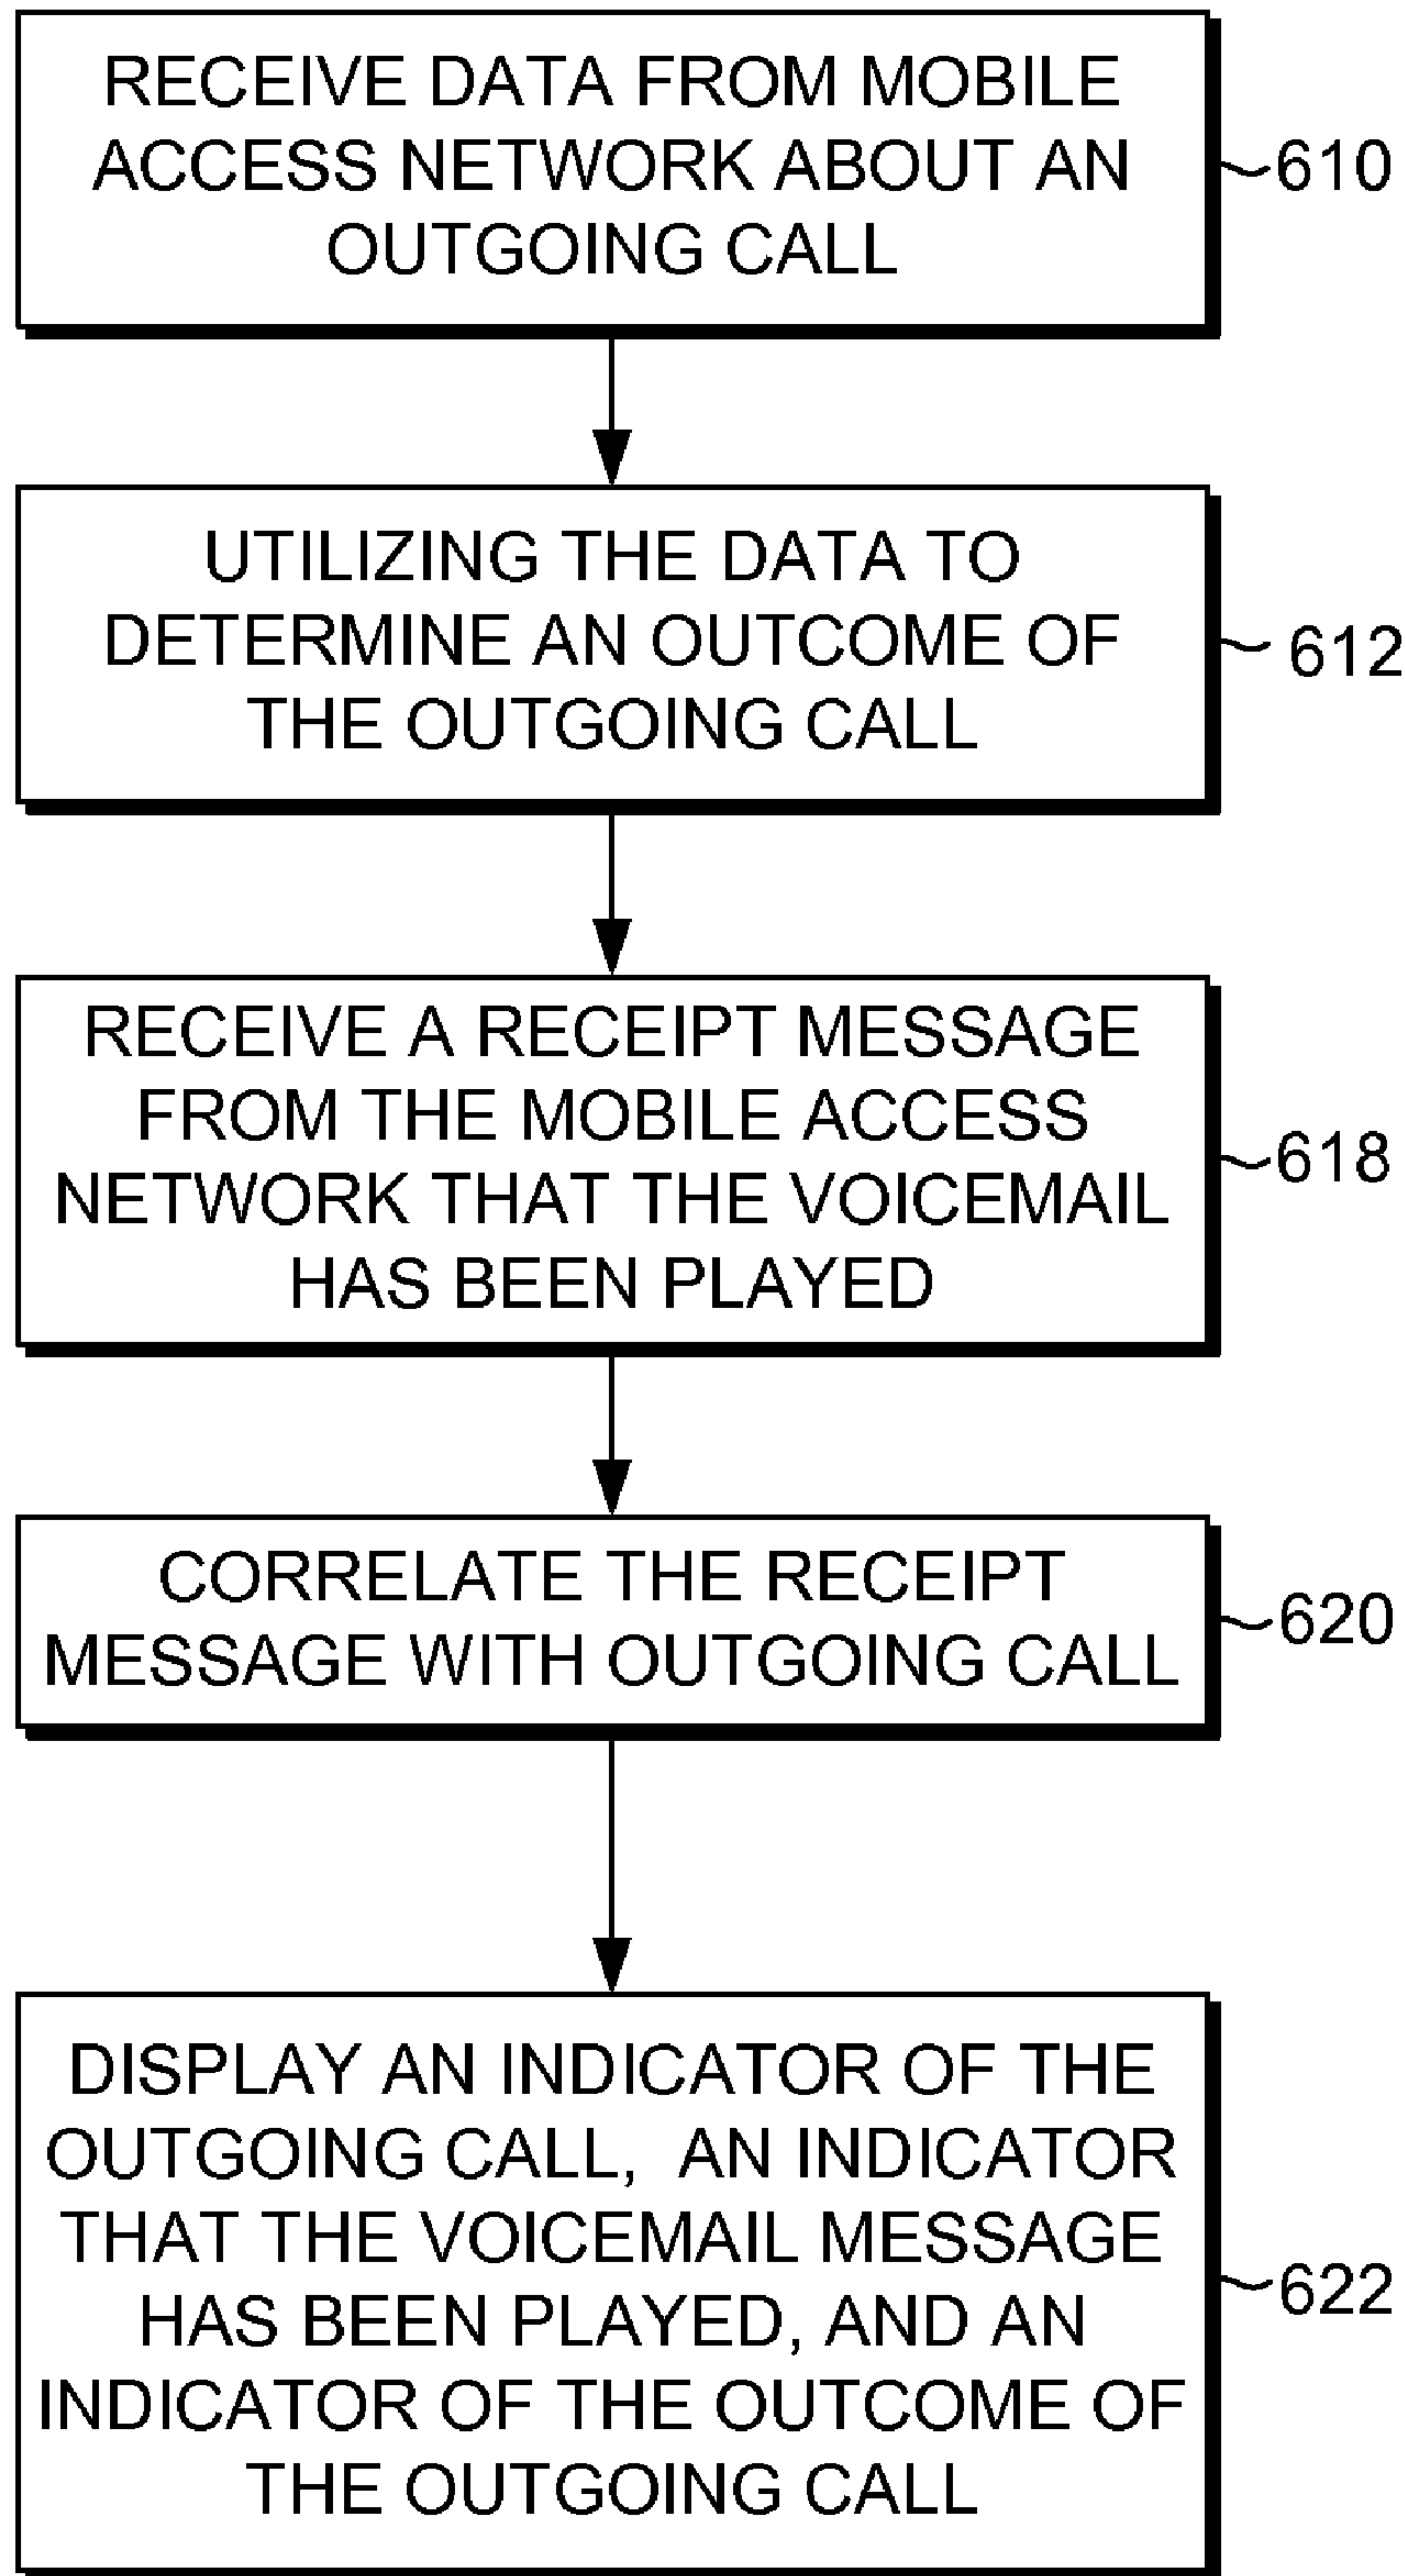 RECEIVE DATA FROM MOBILE
ACCESS NETWORK ABOUT AN
OUTGOING CALL
610
UTILIZING THE DATA TO
DETERMINE AN OUTCOME OF
THE OUTGOING CALL
612
RECEIVE A RECEIPT MESSAGE
FROM THE MOBILE ACCESS
NETWORK THAT THE VOICEMAIL
HAS BEEN PLAYED
618
CORRELATE THE RECEIPT
MESSAGE WITH OUTGOING CALL
620
DISPLAY AN INDICATOR OF THE
OUTGOING CALL, AN INDICATOR
THAT THE VOICEMAIL MESSAGE
HAS BEEN PLAYED, AND AN
INDICATOR OF THE OUTCOME OF
THE OUTGOING CALL
622